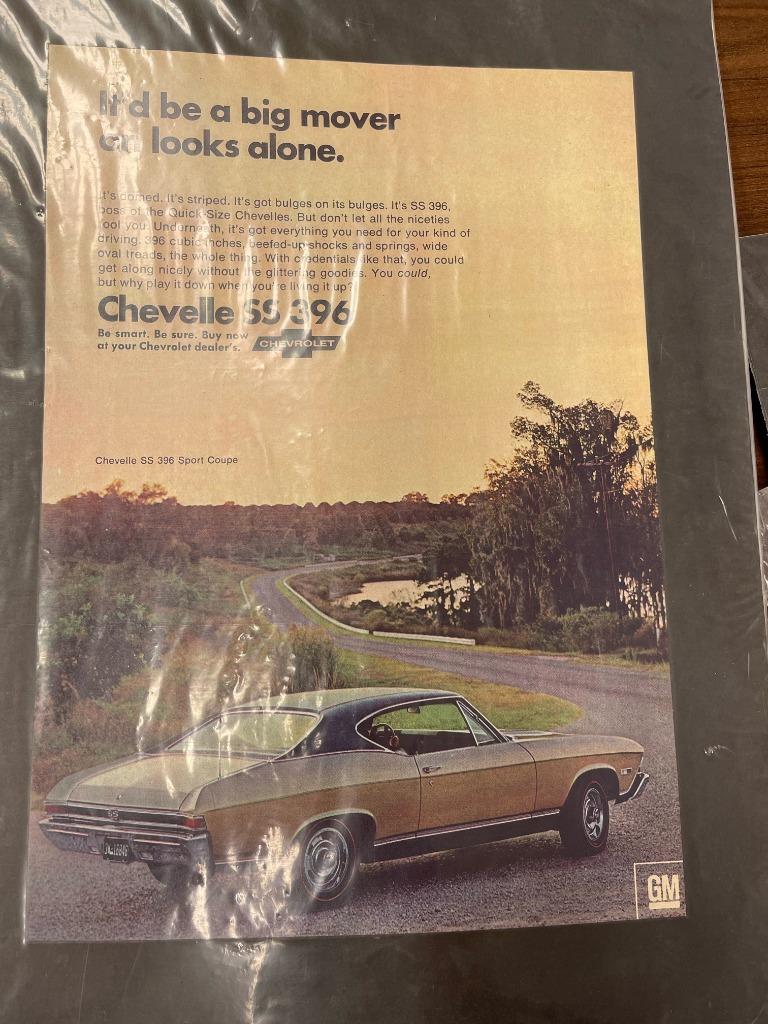 It'd be a big mover
on looks alone.
It's domed. It's striped. It's got bulges on its bulges. It's SS 396,
boss of the Quick-Size Chevelles. But don't let all the niceties
fool you. Underneath, it's got everything you need for your kind of
driving. 396 cubic inches, beefed-up shocks and springs, wide
oval treads, the whole thing. With credentials like that, you could
get along nicely without the glittering goodies. You could,
but why play it down when you're living it up?
Chevelle SS 396
Be smart. Be sure. Buy now
at your Chevrolet dealer's.
CHEVROLET
Chevelle SS 396 Sport Coupe
SS
GM